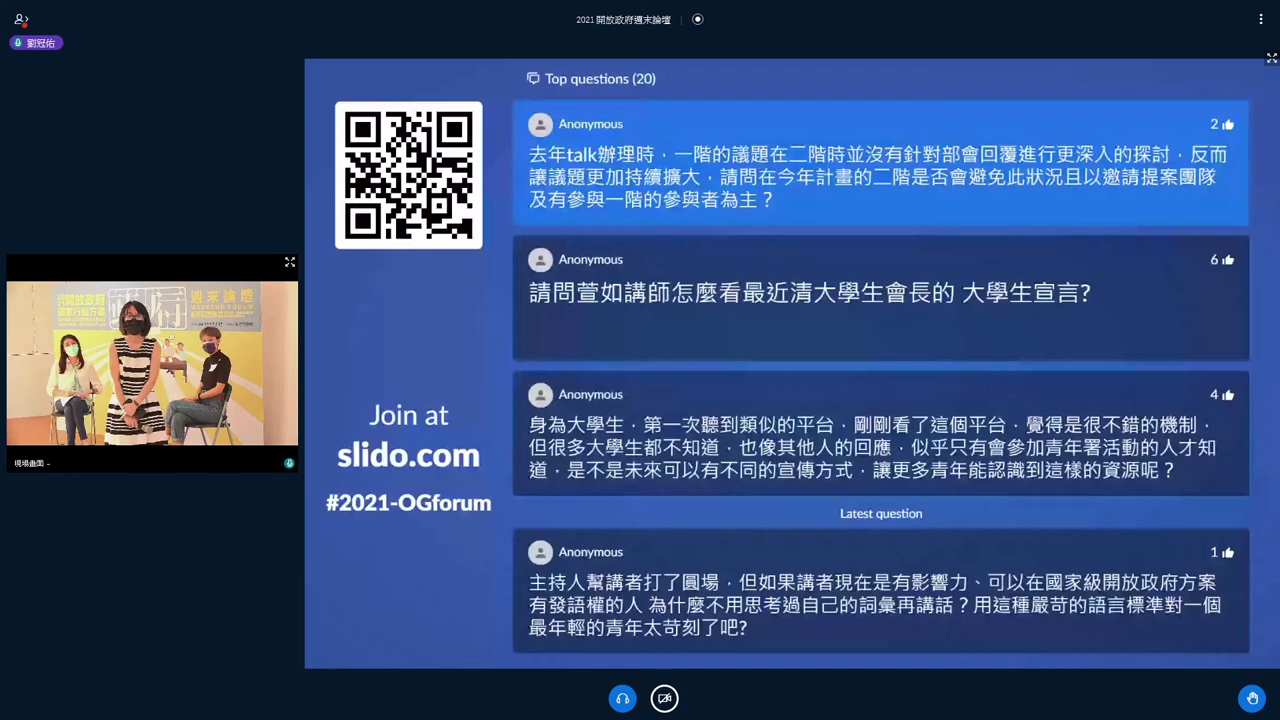 2021 開放政府週末論壇
劉冠佑
Top questions (20)
Anonymous
2
去年talk辦理時，一階的議題在二階時並沒有針對部會回覆進行更深入的探討，反而
讓議題更加持續擴大，請問在今年計畫的二階是否會避免此狀況且以邀請提案團隊
及有參與一階的參與者為主？
Anonymous
6
請問萱如講師怎麼看最近清大學生會長的 大學生宣言?
Anonymous
4
身為大學生，第一次聽到類似的平台，剛剛看了這個平台，覺得是很不錯的機制，
但很多大學生都不知道，也像其他人的回應，似乎只有會參加青年署活動的人才知
道，是不是未來可以有不同的宣傳方式，讓更多青年能認識到這樣的資源呢？
Latest question
Anonymous
1
主持人幫講者打了圓場，但如果講者現在是有影響力、可以在國家級開放政府方案
有發語權的人 為什麼不用思考過自己的詞彙再講話？用這種嚴苛的語言標準對一個
最年輕的青年太苛刻了吧?
Join at
slido.com
#2021-OGforum
開放政府
國家行動方案
週末論壇
WEEKEND FORUM
現場畫面 -